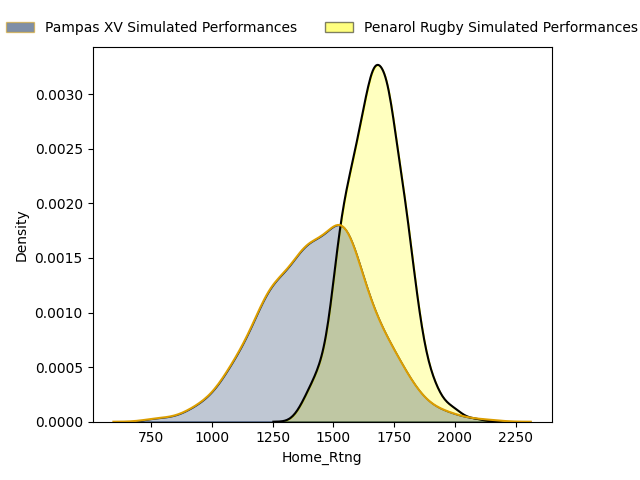 Pampas XV Simulated Performances
Penarol Rugby Simulated Performances
0.0030
0.0025
0.0020
0.0015
0.0010
0.0005
0.0000
Density
750 1000 1250 1500 1750 2000 2250
Home_Rtng